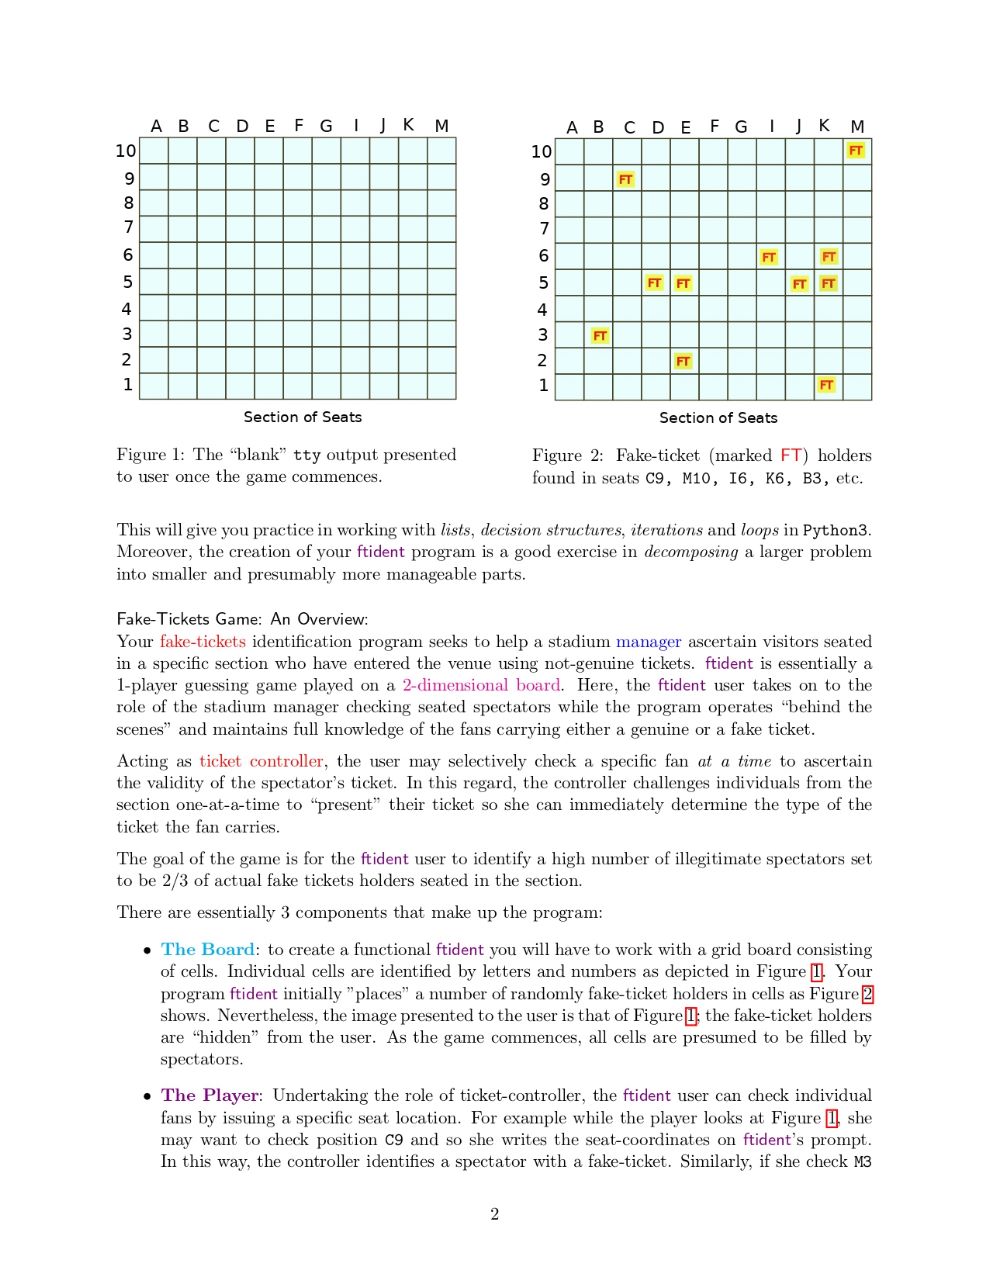 A B C D E F G I J K M
10
9
8
7
6
5
4
3
2
1
Section of Seats
Figure 1: The “blank” tty output presented
to user once the game commences.
A B C D E F G I J K M
10 FT
9 FT
8
7
6 FT FT
5 FT FT FT FT
4
3 FT
2 FT
1 FT
Section of Seats
Figure 2: Fake-ticket (marked FT) holders
found in seats C9, M10, I6, K6, B3, etc.
This will give you practice in working with lists, decision structures, iterations and loops in Python3.
Moreover, the creation of your ftident program is a good exercise in decomposing a larger problem
into smaller and presumably more manageable parts.
Fake-Tickets Game: An Overview:
Your fake-tickets identification program seeks to help a stadium manager ascertain visitors seated
in a specific section who have entered the venue using not-genuine tickets. ftident is essentially a
1-player guessing game played on a 2-dimensional board. Here, the ftident user takes on to the
role of the stadium manager checking seated spectators while the program operates “behind the
scenes” and maintains full knowledge of the fans carrying either a genuine or a fake ticket.
Acting as ticket controller, the user may selectively check a specific fan at a time to ascertain
the validity of the spectator’s ticket. In this regard, the controller challenges individuals from the
section one-at-a-time to “present” their ticket so she can immediately determine the type of the
ticket the fan carries.
The goal of the game is for the ftident user to identify a high number of illegitimate spectators set
to be 2/3 of actual fake tickets holders seated in the section.
There are essentially 3 components that make up the program:
• The Board: to create a functional ftident you will have to work with a grid board consisting
of cells. Individual cells are identified by letters and numbers as depicted in Figure 1. Your
program ftident initially ”places” a number of randomly fake-ticket holders in cells as Figure 2
shows. Nevertheless, the image presented to the user is that of Figure 1; the fake-ticket holders
are “hidden” from the user. As the game commences, all cells are presumed to be filled by
spectators.
• The Player: Undertaking the role of ticket-controller, the ftident user can check individual
fans by issuing a specific seat location. For example while the player looks at Figure 1, she
may want to check position C9 and so she writes the seat-coordinates on ftident’s prompt.
In this way, the controller identifies a spectator with a fake-ticket. Similarly, if she check M3
2